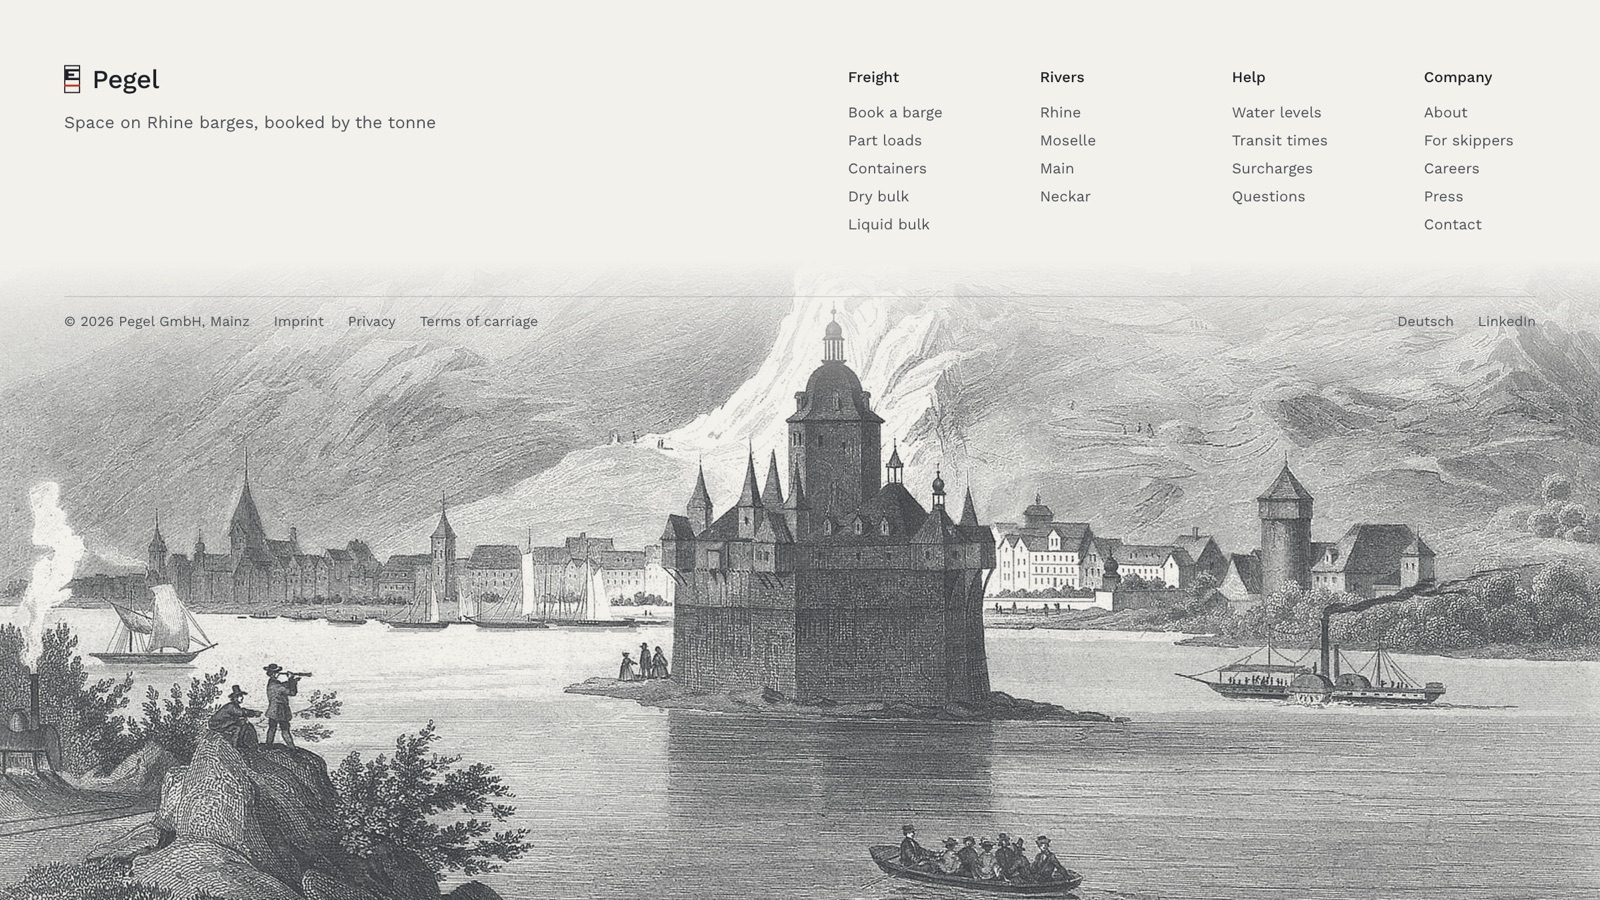 Pegel
Space on Rhine barges, booked by the tonne
Freight
Book a barge
Part loads
Containers
Dry bulk
Liquid bulk
Rivers
Rhine
Moselle
Main
Neckar
Help
Water levels
Transit times
Surcharges
Questions
Company
About
For skippers
Careers
Press
Contact
© 2026 Pegel GmbH, Mainz Imprint Privacy Terms of carriage
Deutsch LinkedIn